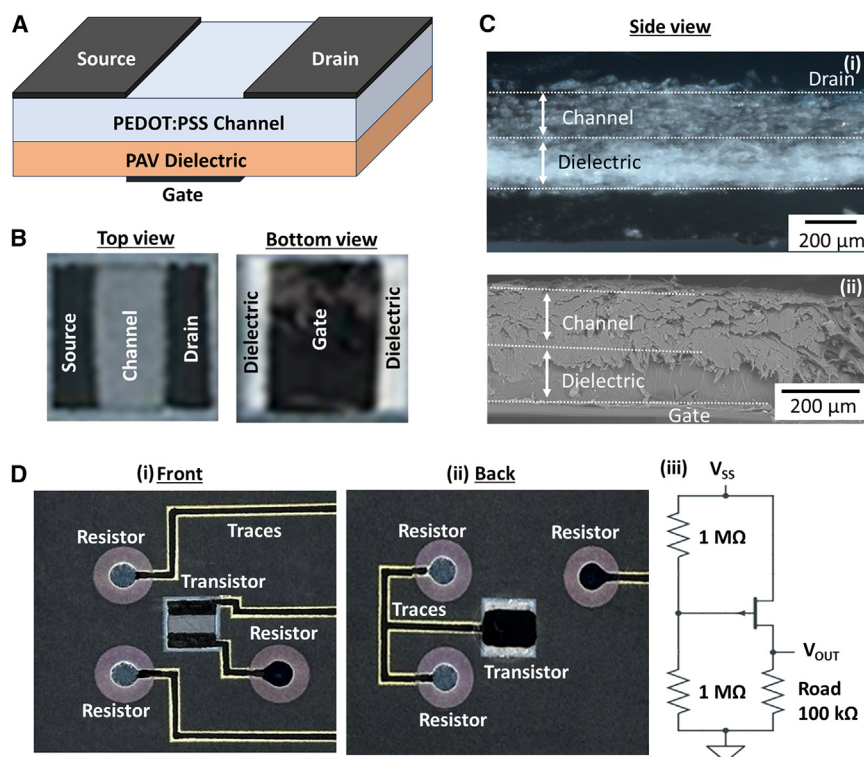 A
Source
Drain
PEDOT:PSS Channel
PAV Dielectric
Gate
B
Top view
Bottom view
Source
Channel
Drain
Dielectric
Gate
Dielectric
C
Side view
(i)
Drain
Channel
Dielectric
200 µm
(ii)
Channel
Dielectric
200 µm
Gate
D
(i) Front
Resistor
Traces
Transistor
Resistor
Resistor
(ii) Back
Resistor
Resistor
Traces
Transistor
Resistor
(iii)
VSS
1 MΩ
VOUT
1 MΩ
Road
100 kΩ